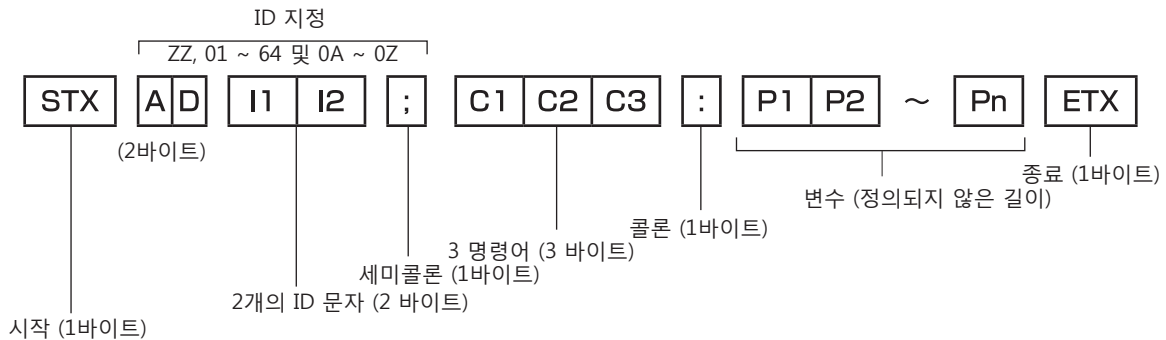 ID 지정
ZZ, 01 ~ 64 및 0A ~ 0Z
STX A D I1 I2 ; C1 C2 C3 : P1 P2 ~ Pn ETX
(2바이트)
종료 (1바이트)
변수 (정의되지 않은 길이)
콜론 (1바이트)
3 명령어 (3 바이트)
세미콜론 (1바이트)
2개의 ID 문자 (2 바이트)
시작 (1바이트)